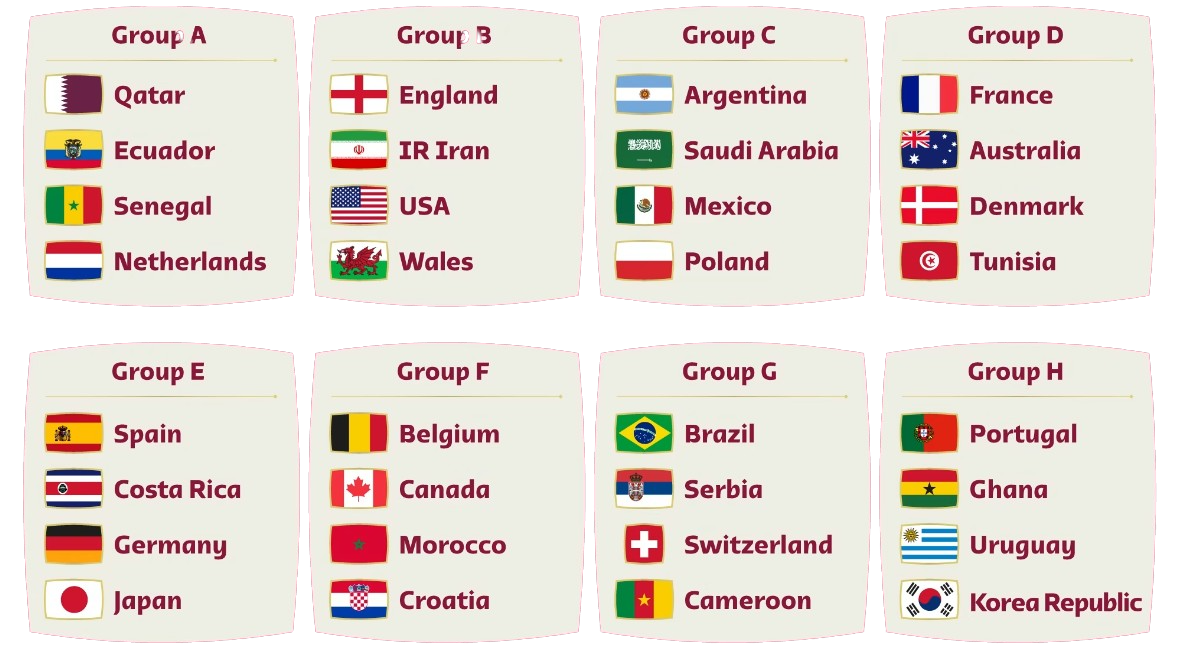 Group A
Qatar
Ecuador
Senegal
Netherlands
Group B
England
IR Iran
USA
Wales
Group C
Argentina
Saudi Arabia
Mexico
Poland
Group D
France
Australia
Denmark
Tunisia
Group E
Spain
Costa Rica
Germany
Japan
Group F
Belgium
Canada
Morocco
Croatia
Group G
Brazil
Serbia
Switzerland
Cameroon
Group H
Portugal
Ghana
Uruguay
Korea Republic